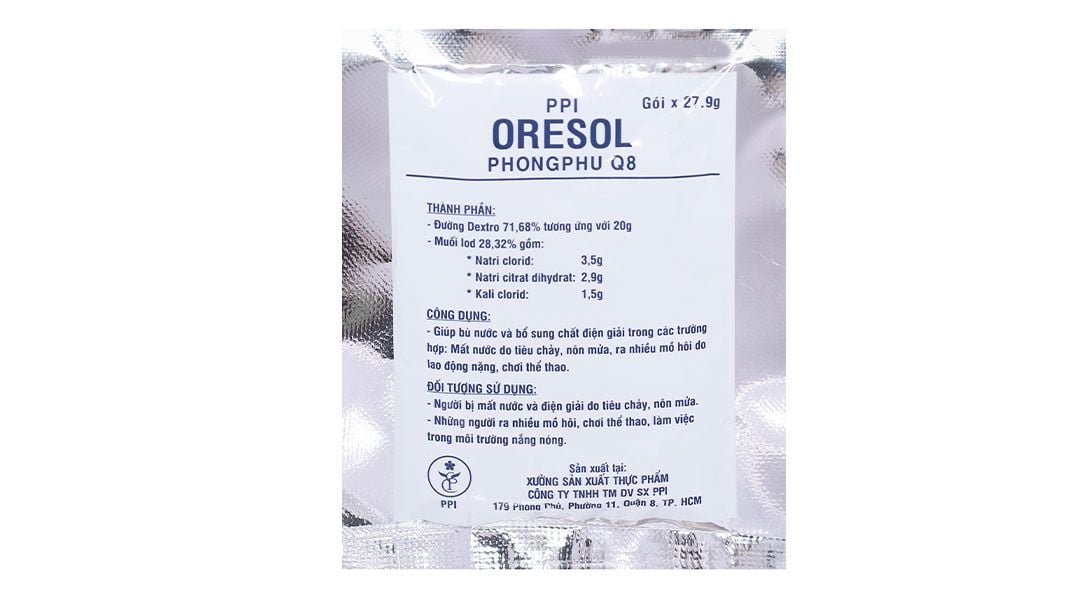 PPI
Gói x 27.9g
ORESOL
PHONGPHU Q8
THÀNH PHẦN:
- Đường Dextro 71,68% tương ứng với 20g
- Muối Iod 28,32% gồm:
* Natri clorid: 3,5g
* Natri citrat dihydrat: 2,9g
* Kali clorid: 1,5g
CÔNG DỤNG:
- Giúp bù nước và bổ sung chất điện giải trong các trường
hợp: Mất nước do tiêu chảy, nôn mửa, ra nhiều mồ hôi do
lao động nặng, chơi thể thao.
ĐỐI TƯỢNG SỬ DỤNG:
- Người bị mất nước và điện giải do tiêu chảy, nôn mửa.
- Những người ra nhiều mồ hôi, chơi thể thao, làm việc
trong môi trường nắng nóng.
Sản xuất tại:
XƯỞNG SẢN XUẤT THỰC PHẨM
CÔNG TY TNHH TM DV SX PPI
179 Phong Phú, Phường 11, Quận 8, TP. HCM
PPI